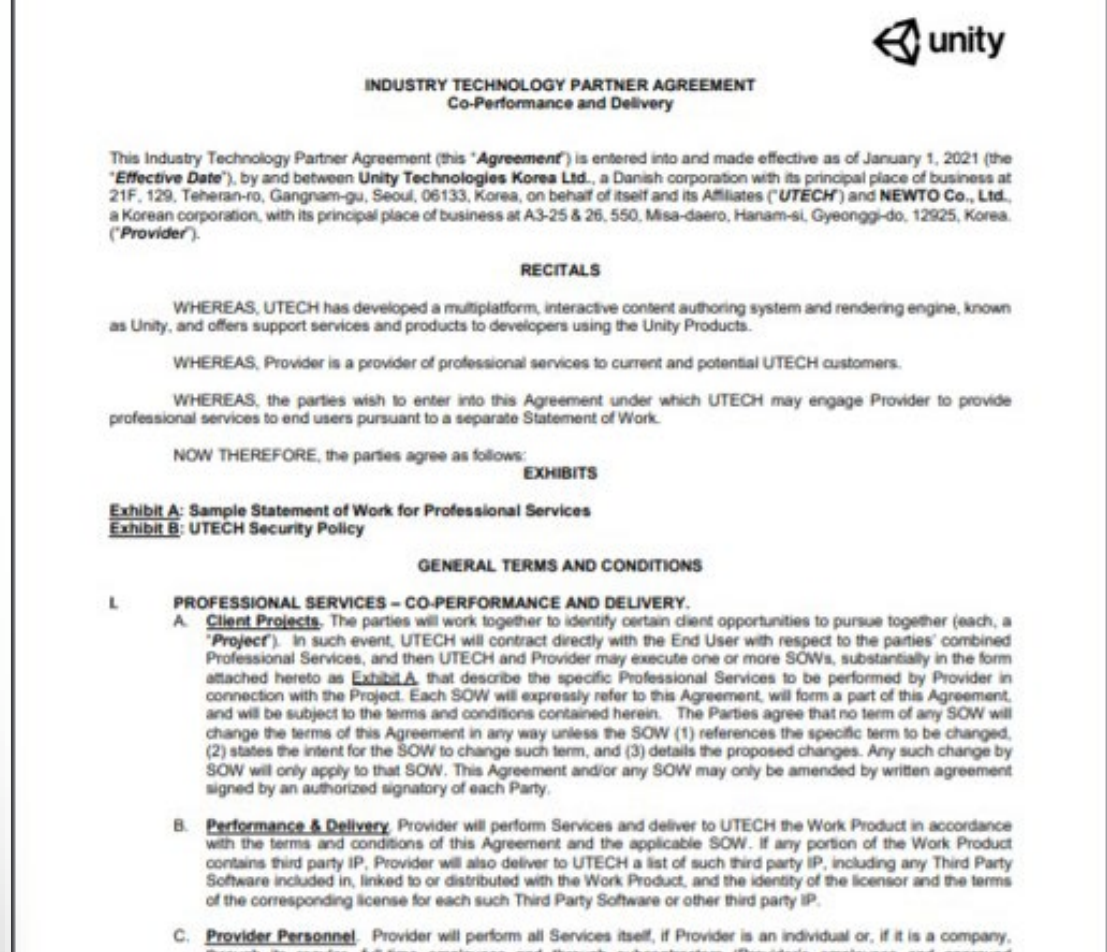 unity
INDUSTRY TECHNOLOGY PARTNER AGREEMENT
Co-Performance and Delivery
This Industry Technology Partner Agreement (this "Agreement") is entered into and made effective as of January 1, 2021 (the
"Effective Date"), by and between Unity Technologies Korea Ltd., a Danish corporation with its principal place of business at
21F, 129, Teheran-ro, Gangnam-gu, Seoul, 06133, Korea, on behalf of itself and its Affiliates ("UTECH") and NEWTO Co., Ltd.,
a Korean corporation, with its principal place of business at A3-25 & 26, 550, Misa-daero, Hanam-si, Gyeonggi-do, 12925, Korea.
("Provider").
RECITALS
WHEREAS, UTECH has developed a multiplatform, interactive content authoring system and rendering engine, known
as Unity, and offers support services and products to developers using the Unity Products.
WHEREAS, Provider is a provider of professional services to current and potential UTECH customers.
WHEREAS, the parties wish to enter into this Agreement under which UTECH may engage Provider to provide
professional services to end users pursuant to a separate Statement of Work.
NOW THEREFORE, the parties agree as follows:
EXHIBITS
Exhibit A: Sample Statement of Work for Professional Services
Exhibit B: UTECH Security Policy
GENERAL TERMS AND CONDITIONS
I. PROFESSIONAL SERVICES – CO-PERFORMANCE AND DELIVERY.
A. Client Projects. The parties will work together to identify certain client opportunities to pursue together (each, a
"Project"). In such event, UTECH will contract directly with the End User with respect to the parties' combined
Professional Services, and then UTECH and Provider may execute one or more SOWs, substantially in the form
attached hereto as Exhibit A, that describe the specific Professional Services to be performed by Provider in
connection with the Project. Each SOW will expressly refer to this Agreement, will form a part of this Agreement,
and will be subject to the terms and conditions contained herein. The Parties agree that no term of any SOW will
change the terms of this Agreement in any way unless the SOW (1) references the specific term to be changed,
(2) states the intent for the SOW to change such term, and (3) details the proposed changes. Any such change by
SOW will only apply to that SOW. This Agreement and/or any SOW may only be amended by written agreement
signed by an authorized signatory of each Party.
B. Performance & Delivery. Provider will perform Services and deliver to UTECH the Work Product in accordance
with the terms and conditions of this Agreement and the applicable SOW. If any portion of the Work Product
contains third party IP, Provider will also deliver to UTECH a list of such third party IP, including any Third Party
Software included in, linked to or distributed with the Work Product, and the identity of the licensor and the terms
of the corresponding license for each such Third Party Software or other third party IP.
C. Provider Personnel. Provider will perform all Services itself, if Provider is an individual or, if it is a company,